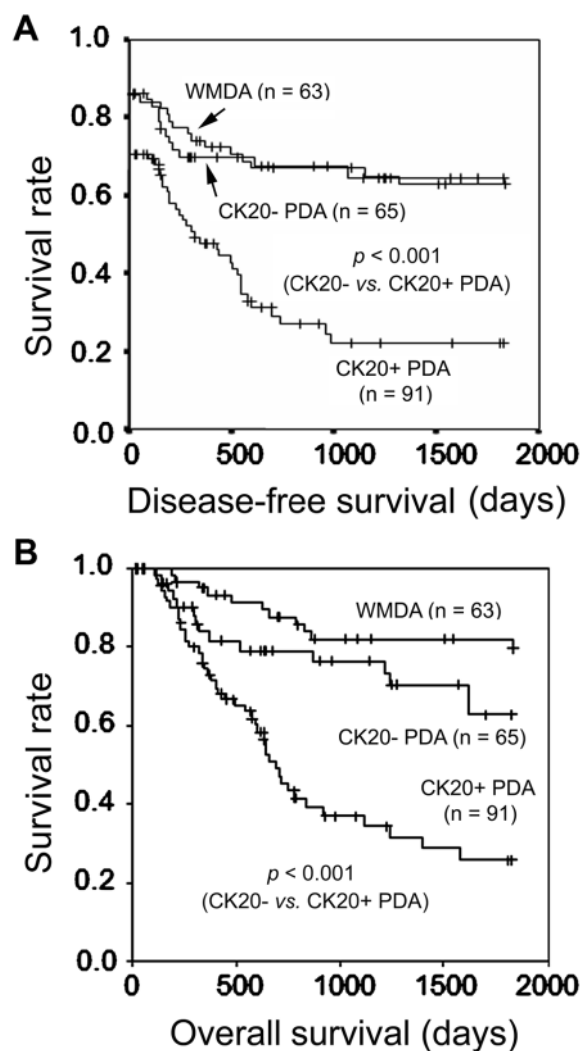 A
1.0
0.8
0.6
0.4
0.2
0.0
Survival rate
WMDA (n = 63)
CK20- PDA (n = 65)
p < 0.001
(CK20- vs. CK20+ PDA)
CK20+ PDA
(n = 91)
0 500 1000 1500 2000
Disease-free survival (days)
B
1.0
0.8
0.6
0.4
0.2
0.0
Survival rate
WMDA (n = 63)
CK20- PDA (n = 65)
CK20+ PDA
(n = 91)
p < 0.001
(CK20- vs. CK20+ PDA)
0 500 1000 1500 2000
Overall survival (days)